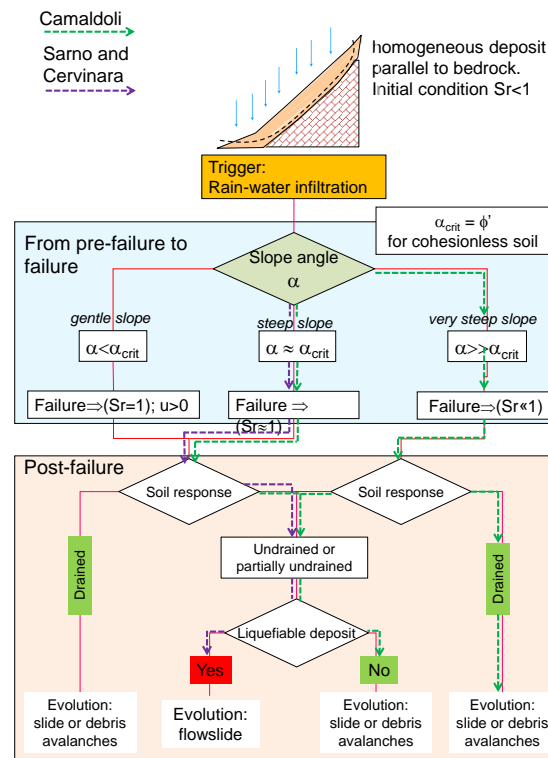 Camaldoli
Sarno and
Cervinara
homogeneous deposit
parallel to bedrock.
Initial condition Sr<1
Trigger:
Rain-water infiltration
From pre-failure to
failure
αcrit = ϕ'
for cohesionless soil
Slope angle
α
gentle slope
steep slope
very steep slope
α<αcrit
α ≈ αcrit
α>>αcrit
Failure⇒(Sr=1); u>0
Failure ⇒
(Sr≈1)
Failure⇒(Sr≪1)
Post-failure
Soil response
Soil response
Undrained or
partially undrained
Drained
Drained
Liquefiable deposit
Yes
No
Evolution:
slide or debris
avalanches
Evolution:
flowslide
Evolution:
slide or debris
avalanches
Evolution:
slide or debris
avalanches